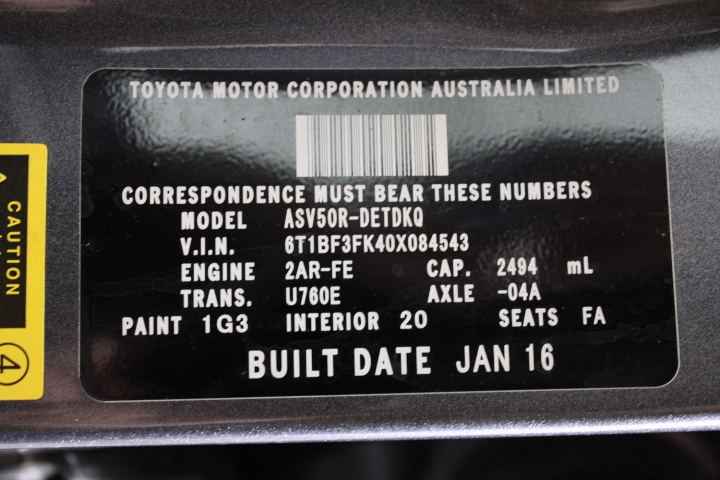 TOYOTA MOTOR CORPORATION AUSTRALIA LIMITED
CORRESPONDENCE MUST BEAR THESE NUMBERS
MODEL ASV50R-DETDKQ
V.I.N. 6T1BF3FK40X084543
ENGINE 2AR-FE CAP. 2494 mL
TRANS. U760E AXLE -04A
PAINT 1G3 INTERIOR 20 SEATS FA
BUILT DATE JAN 16
CAUTION
4